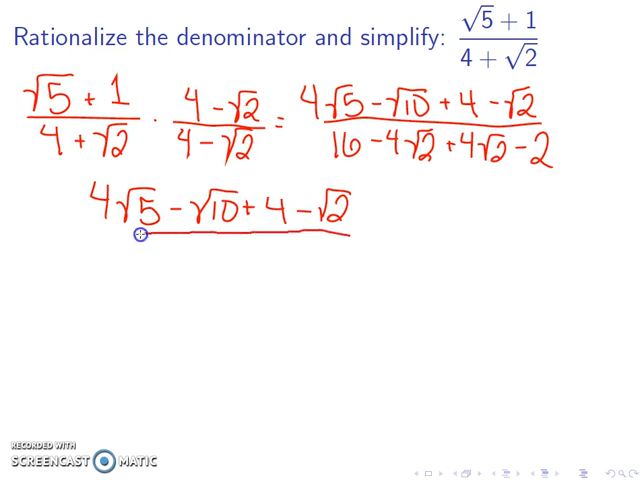 Rationalize the denominator and simplify: (√5 + 1)/(4 + √2)
(√5 + 1)/(4 + √2) · (4 − √2)/(4 − √2) = (4√5 − √10 + 4 − √2)/(16 − 4√2 + 4√2 − 2)
4√5 − √10 + 4 − √2
RECORDED WITH
SCREENCAST MATIC